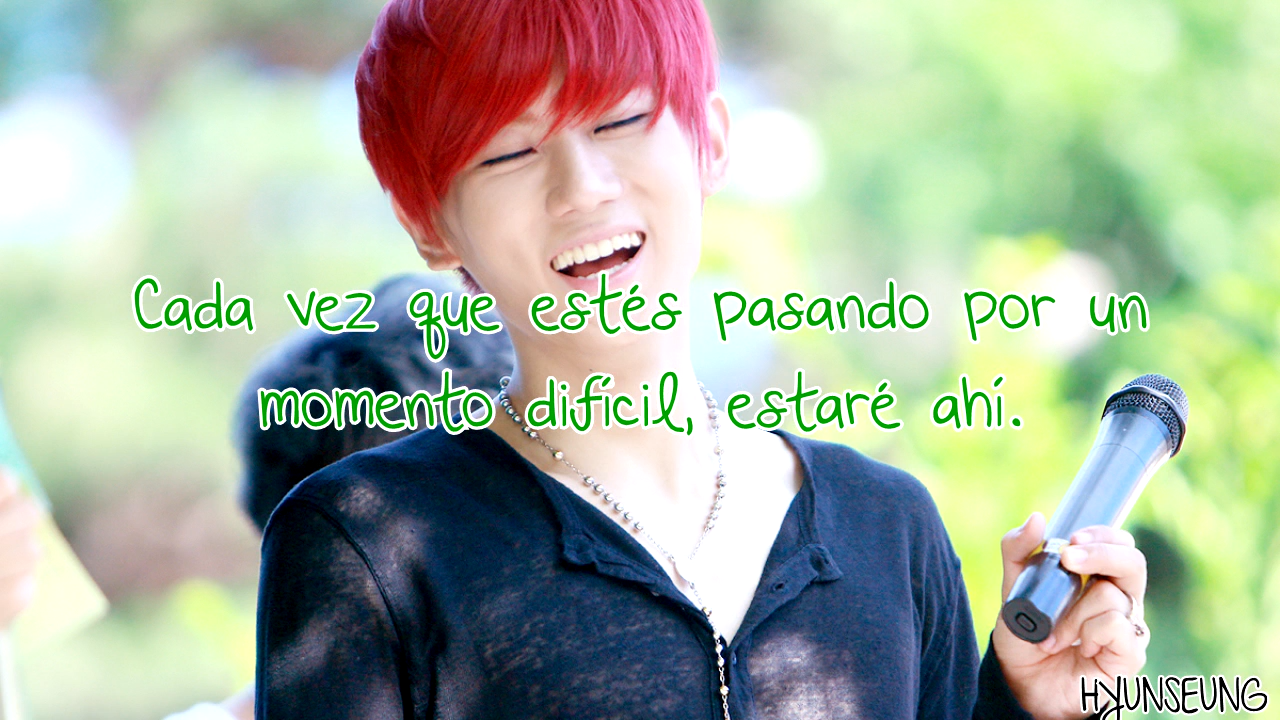 Cada vez que estés pasando por un
momento difícil, estaré ahí.
HYUNSEUNG